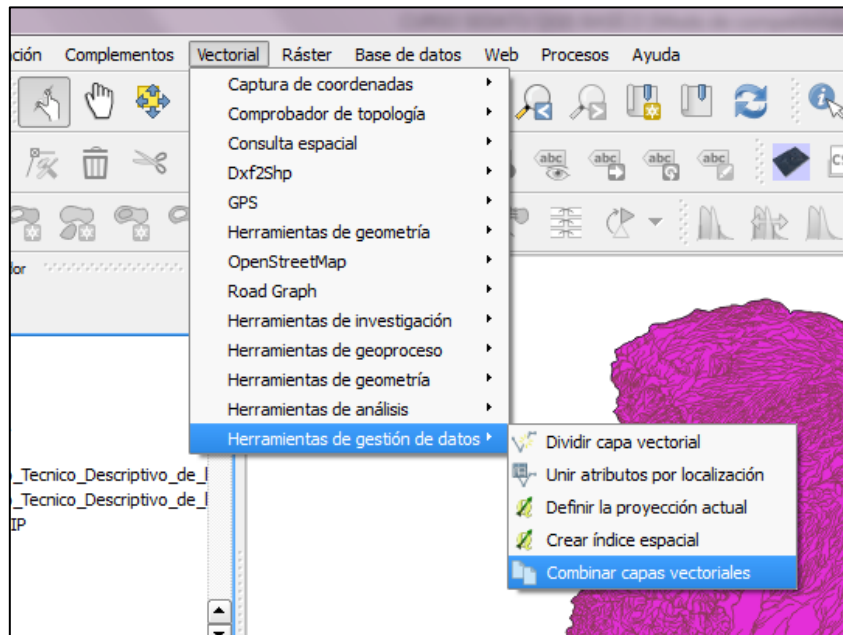 ción Complementos Vectorial Ráster Base de datos Web Procesos Ayuda
Captura de coordenadas
Comprobador de topología
Consulta espacial
Dxf2Shp
GPS
Herramientas de geometría
OpenStreetMap
Road Graph
Herramientas de investigación
Herramientas de geoproceso
Herramientas de geometría
Herramientas de análisis
Herramientas de gestión de datos
Dividir capa vectorial
Unir atributos por localización
Definir la proyección actual
Crear índice espacial
Combinar capas vectoriales
abc abc abc abc
CS
dor
_Tecnico_Descriptivo_de_l
_Tecnico_Descriptivo_de_l
IP